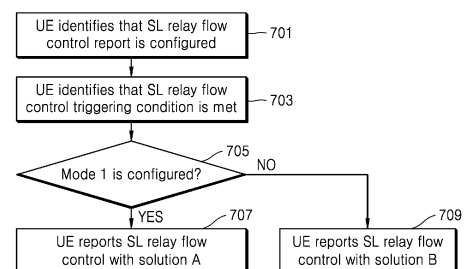 UE identifies that SL relay flow
control report is configured
701
UE identifies that SL relay flow
control triggering condition is met
703
705
Mode 1 is configured?
NO
YES
707
709
UE reports SL relay flow
control with solution A
UE reports SL relay flow
control with solution B